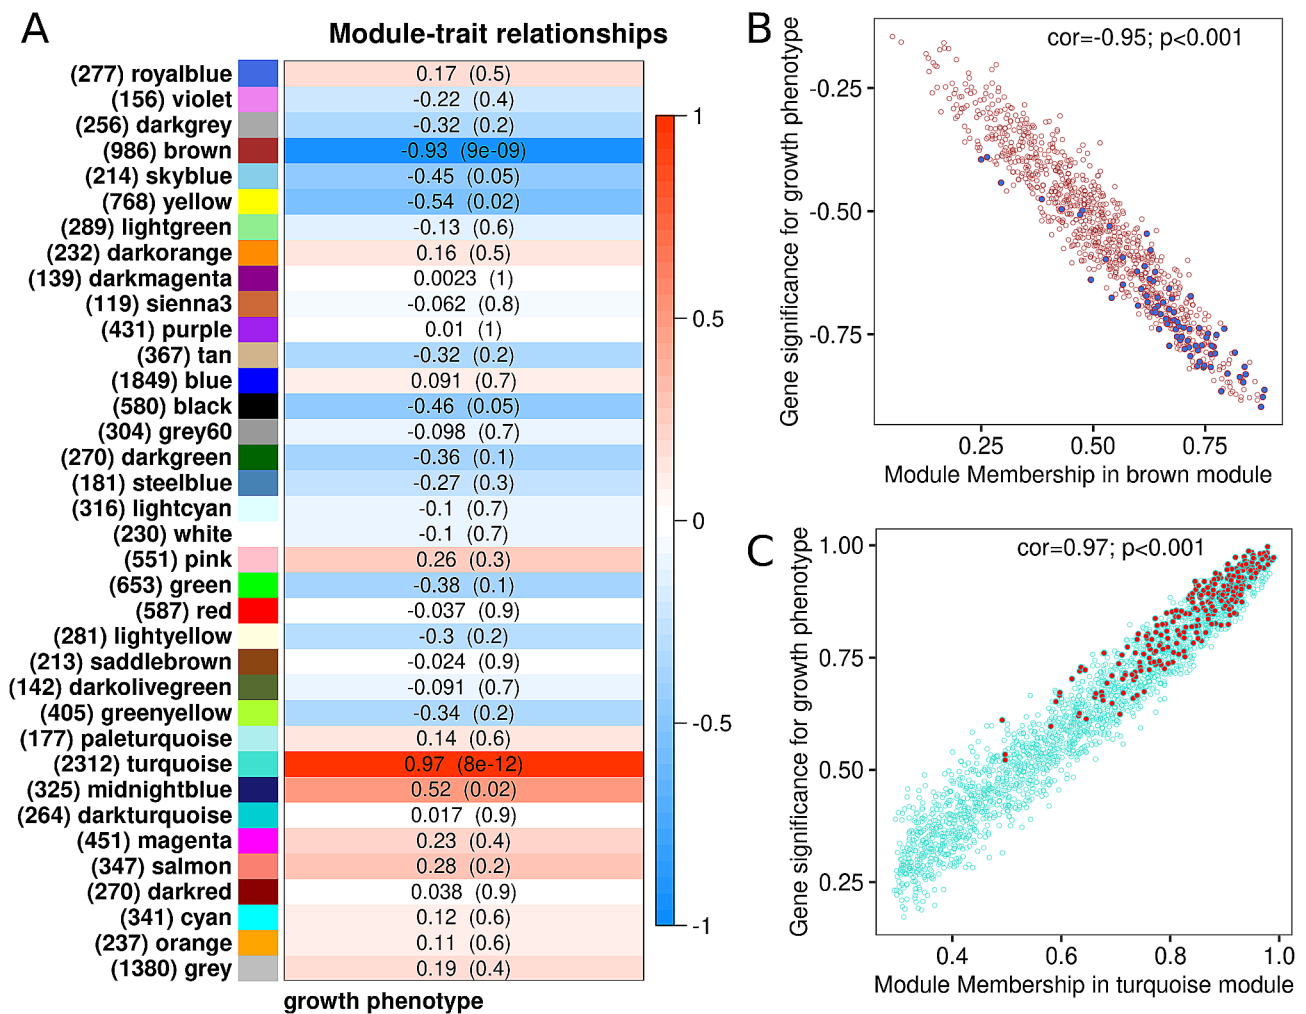 A
Module-trait relationships
(277) royalblue 0.17 (0.5)
(156) violet -0.22 (0.4)
(256) darkgrey -0.32 (0.2)
(986) brown -0.93 (9e-09)
(214) skyblue -0.45 (0.05)
(768) yellow -0.54 (0.02)
(289) lightgreen -0.13 (0.6)
(232) darkorange 0.16 (0.5)
(139) darkmagenta 0.0023 (1)
(119) sienna3 -0.062 (0.8)
(431) purple 0.01 (1)
(367) tan -0.32 (0.2)
(1849) blue 0.091 (0.7)
(580) black -0.46 (0.05)
(304) grey60 -0.098 (0.7)
(270) darkgreen -0.36 (0.1)
(181) steelblue -0.27 (0.3)
(316) lightcyan -0.1 (0.7)
(230) white -0.1 (0.7)
(551) pink 0.26 (0.3)
(653) green -0.38 (0.1)
(587) red -0.037 (0.9)
(281) lightyellow -0.3 (0.2)
(213) saddlebrown -0.024 (0.9)
(142) darkolivegreen -0.091 (0.7)
(405) greenyellow -0.34 (0.2)
(177) paleturquoise 0.14 (0.6)
(2312) turquoise 0.97 (8e-12)
(325) midnightblue 0.52 (0.02)
(264) darkturquoise 0.017 (0.9)
(451) magenta 0.23 (0.4)
(347) salmon 0.28 (0.2)
(270) darkred 0.038 (0.9)
(341) cyan 0.12 (0.6)
(237) orange 0.11 (0.6)
(1380) grey 0.19 (0.4)
growth phenotype
1
0.5
0
-0.5
-1
B
cor=-0.95; p<0.001
Gene significance for growth phenotype
-0.25
-0.50
-0.75
0.25 0.50 0.75
Module Membership in brown module
C
cor=0.97; p<0.001
Gene significance for growth phenotype
1.00
0.75
0.50
0.25
0.4 0.6 0.8 1.0
Module Membership in turquoise module